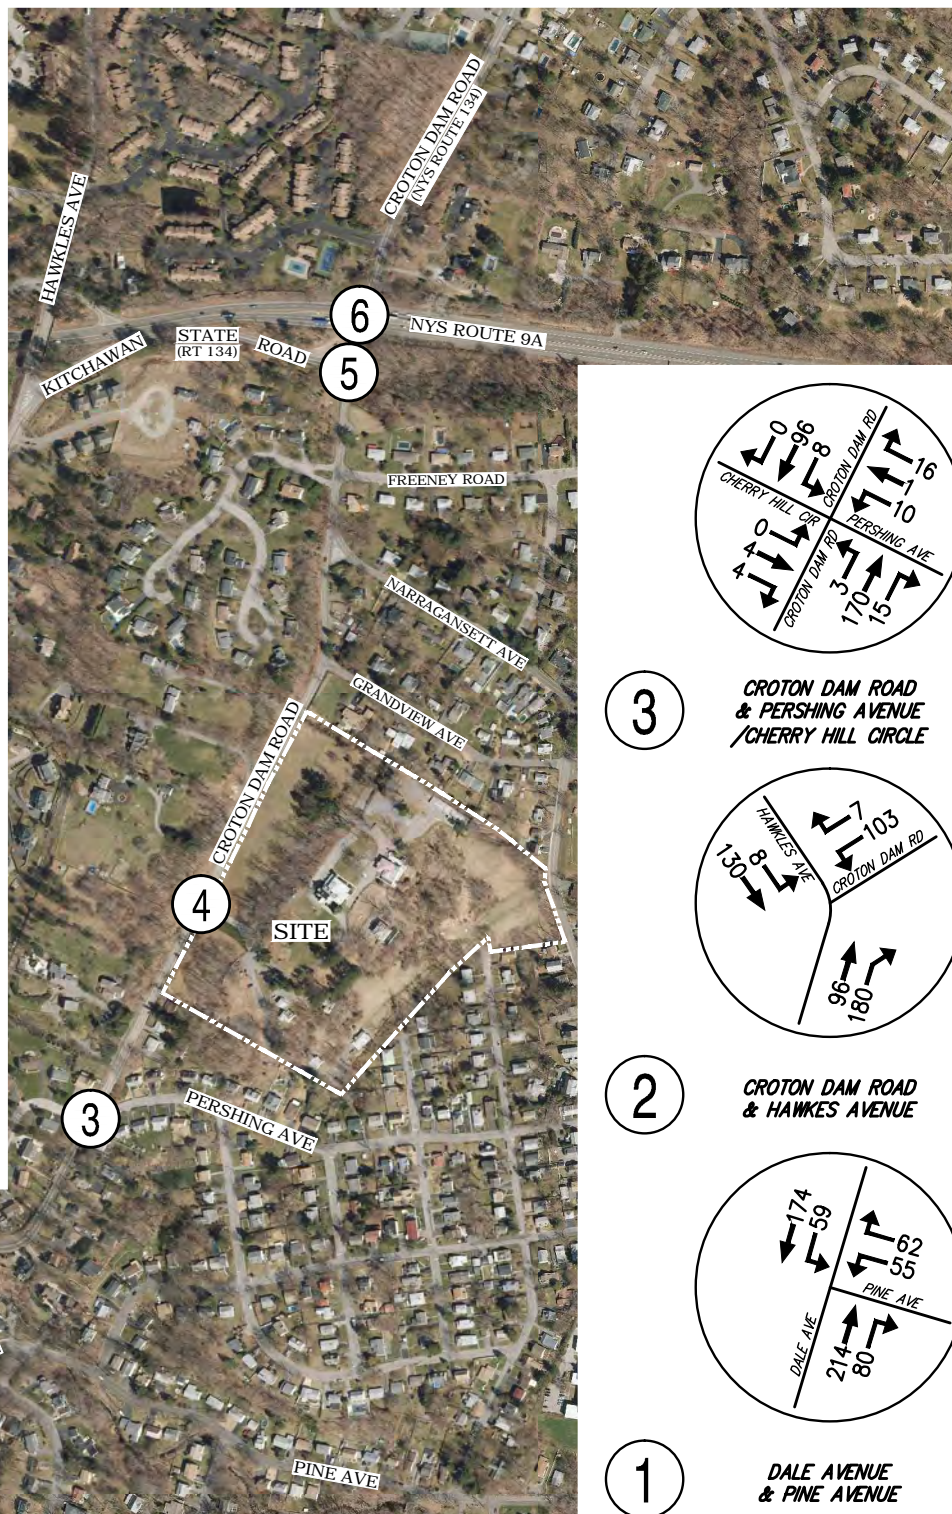 CROTON DAM ROAD
(NYS ROUTE 134)
HAWKLES AVE
6
NYS ROUTE 9A
STATE
(RT 134)
ROAD
KITCHAWAN
5
FREENEY ROAD
NARRAGANSETT AVE
GRANDVIEW AVE
CROTON DAM ROAD
4
SITE
3
PERSHING AVE
PINE AVE
0
96
8
CROTON DAM RD
16
1
10
CHERRY HILL CIR
PERSHING AVE
0
4
4
CROTON DAM RD
3
170
15
3
CROTON DAM ROAD
& PERSHING AVENUE
/CHERRY HILL CIRCLE
HAWKLES AVE
7
103
CROTON DAM RD
130
8
96
180
2
CROTON DAM ROAD
& HAWKES AVENUE
174
59
62
55
PINE AVE
DALE AVE
214
80
1
DALE AVENUE
& PINE AVENUE